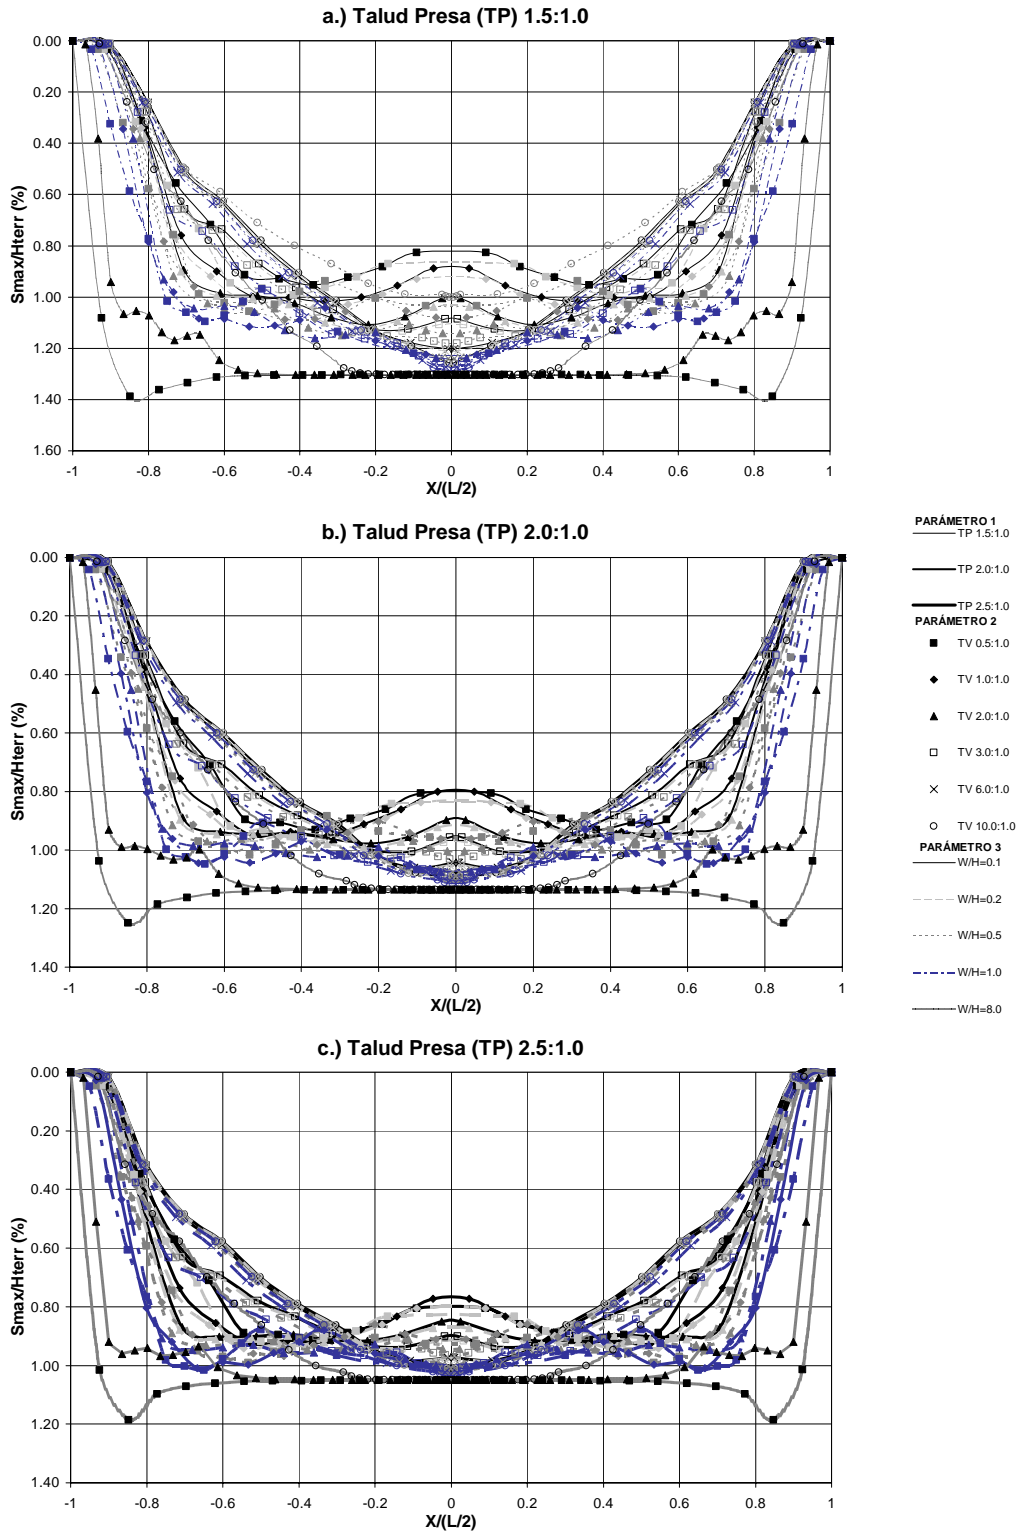 a.) Talud Presa (TP) 1.5:1.0
0.00
0.20
0.40
0.60
0.80
1.00
1.20
1.40
1.60
Smax/Hterr (%)
-1 -0.8 -0.6 -0.4 -0.2 0 0.2 0.4 0.6 0.8 1
X/(L/2)
b.) Talud Presa (TP) 2.0:1.0
0.00
0.20
0.40
0.60
0.80
1.00
1.20
1.40
Smax/Hterr (%)
-1 -0.8 -0.6 -0.4 -0.2 0 0.2 0.4 0.6 0.8 1
X/(L/2)
PARÁMETRO 1
TP 1.5:1.0
TP 2.0:1.0
TP 2.5:1.0
PARÁMETRO 2
TV 0.5:1.0
TV 1.0:1.0
TV 2.0:1.0
TV 3.0:1.0
TV 6.0:1.0
TV 10.0:1.0
PARÁMETRO 3
W/H=0.1
W/H=0.2
W/H=0.5
W/H=1.0
W/H=8.0
c.) Talud Presa (TP) 2.5:1.0
0.00
0.20
0.40
0.60
0.80
1.00
1.20
1.40
Smax/Hterr (%)
-1 -0.8 -0.6 -0.4 -0.2 0 0.2 0.4 0.6 0.8 1
X/(L/2)